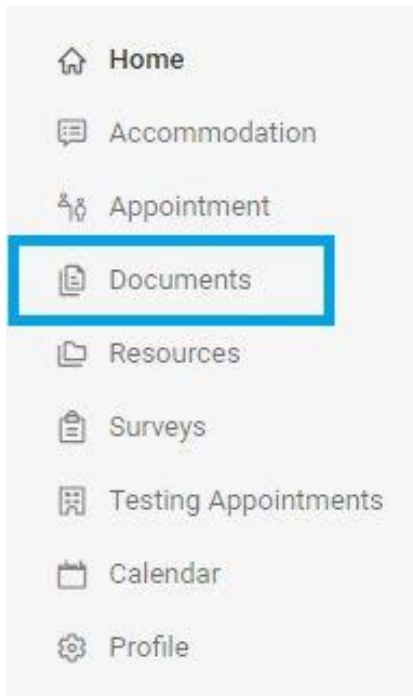 Home
Accommodation
Appointment
Documents
Resources
Surveys
Testing Appointments
Calendar
Profile